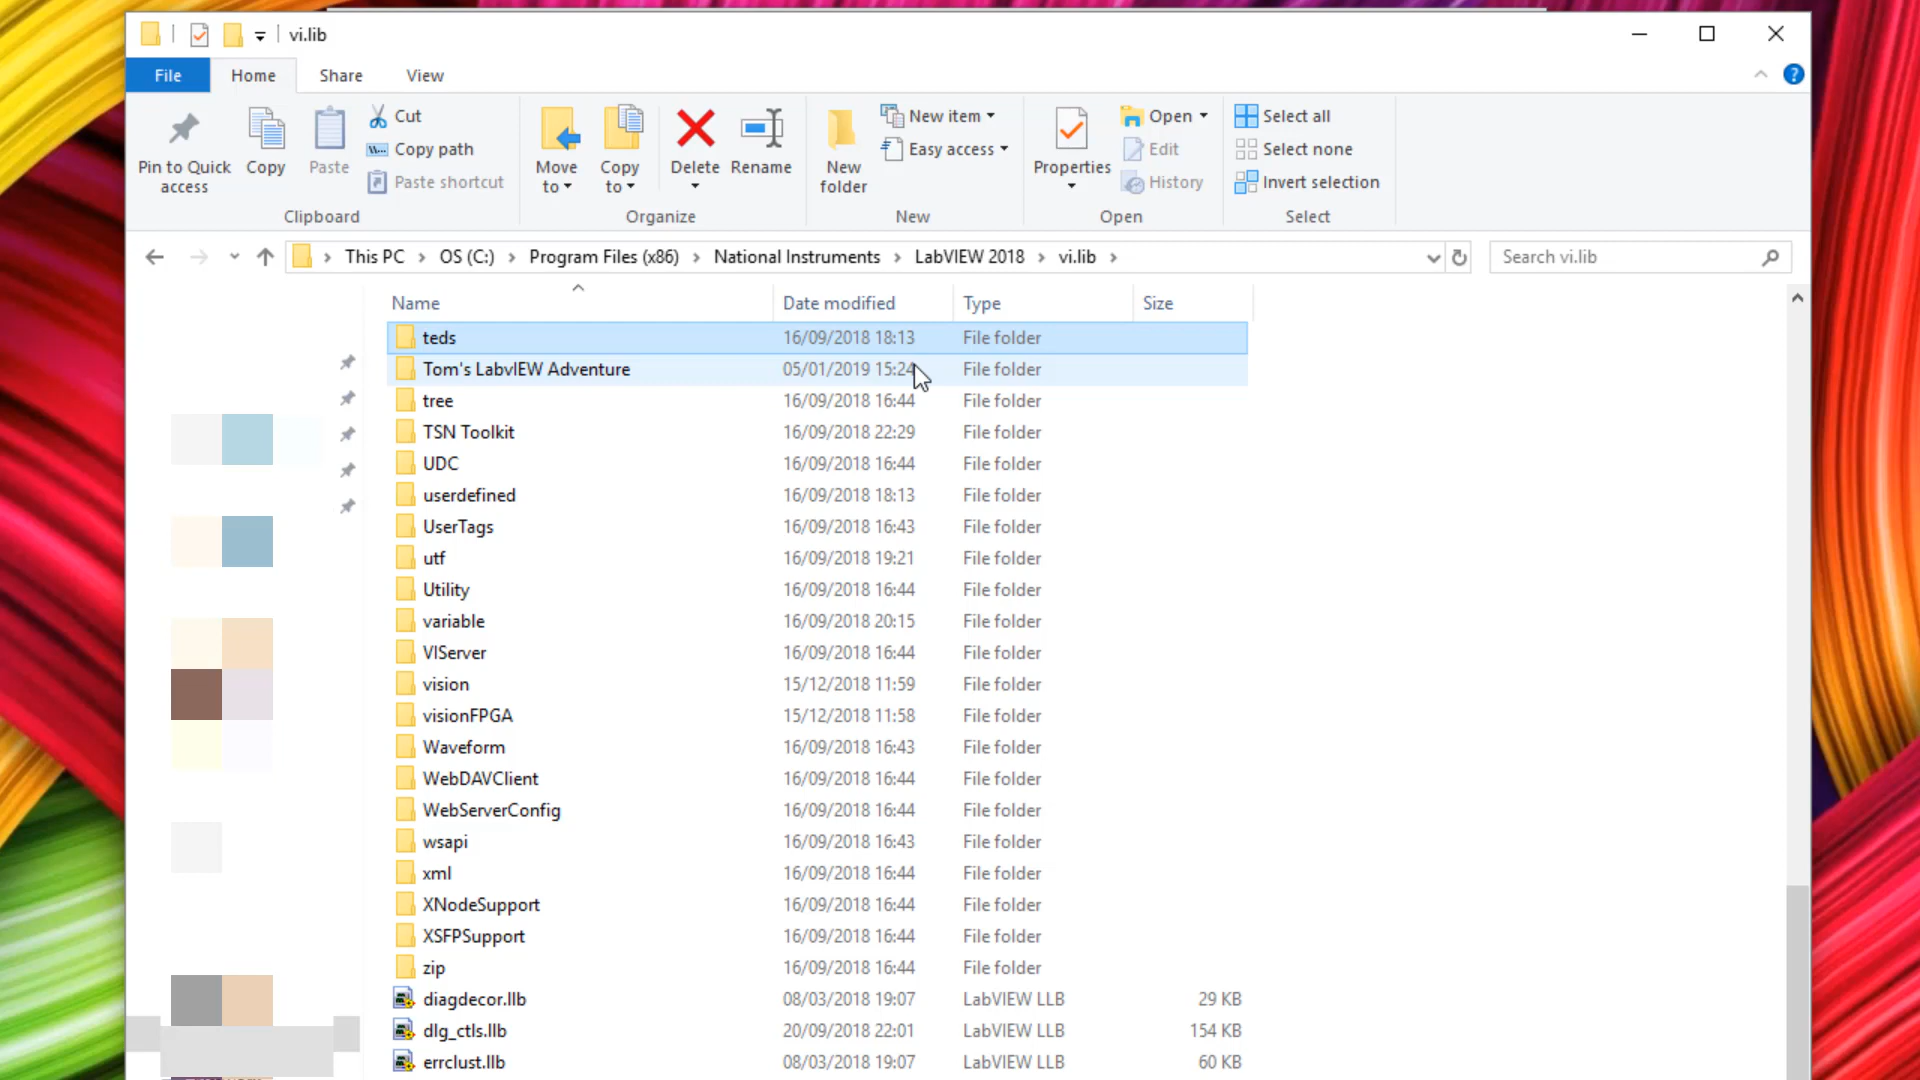 vi.lib
File Home Share View
Pin to Quick access
Copy
Paste
Cut
Copy path
Paste shortcut
Clipboard
Move to
Copy to
Delete
Rename
Organize
New folder
New item
Easy access
New
Properties
Open
Edit
History
Open
Select all
Select none
Invert selection
Select
This PC > OS (C:) > Program Files (x86) > National Instruments > LabVIEW 2018 > vi.lib >
Search vi.lib
Name Date modified Type Size
teds 16/09/2018 18:13 File folder
Tom's LabvIEW Adventure 05/01/2019 15:24 File folder
tree 16/09/2018 16:44 File folder
TSN Toolkit 16/09/2018 22:29 File folder
UDC 16/09/2018 16:44 File folder
userdefined 16/09/2018 18:13 File folder
UserTags 16/09/2018 16:43 File folder
utf 16/09/2018 19:21 File folder
Utility 16/09/2018 16:44 File folder
variable 16/09/2018 20:15 File folder
VIServer 16/09/2018 16:44 File folder
vision 15/12/2018 11:59 File folder
visionFPGA 15/12/2018 11:58 File folder
Waveform 16/09/2018 16:43 File folder
WebDAVClient 16/09/2018 16:44 File folder
WebServerConfig 16/09/2018 16:44 File folder
wsapi 16/09/2018 16:43 File folder
xml 16/09/2018 16:44 File folder
XNodeSupport 16/09/2018 16:44 File folder
XSFPSupport 16/09/2018 16:44 File folder
zip 16/09/2018 16:44 File folder
diagdecor.llb 08/03/2018 19:07 LabVIEW LLB 29 KB
dlg_ctls.llb 20/09/2018 22:01 LabVIEW LLB 154 KB
errclust.llb 08/03/2018 19:07 LabVIEW LLB 60 KB